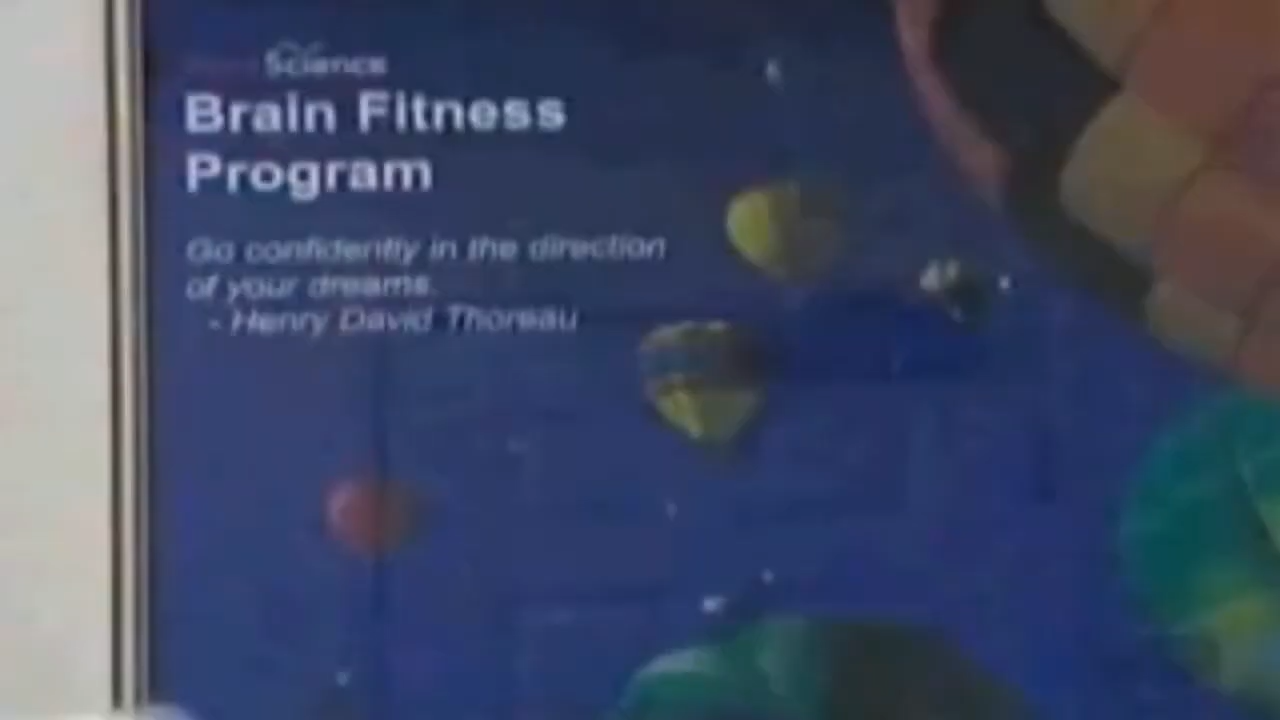 Science
Brain Fitness
Program
Go confidently in the direction
of your dreams.
- Henry David Thoreau